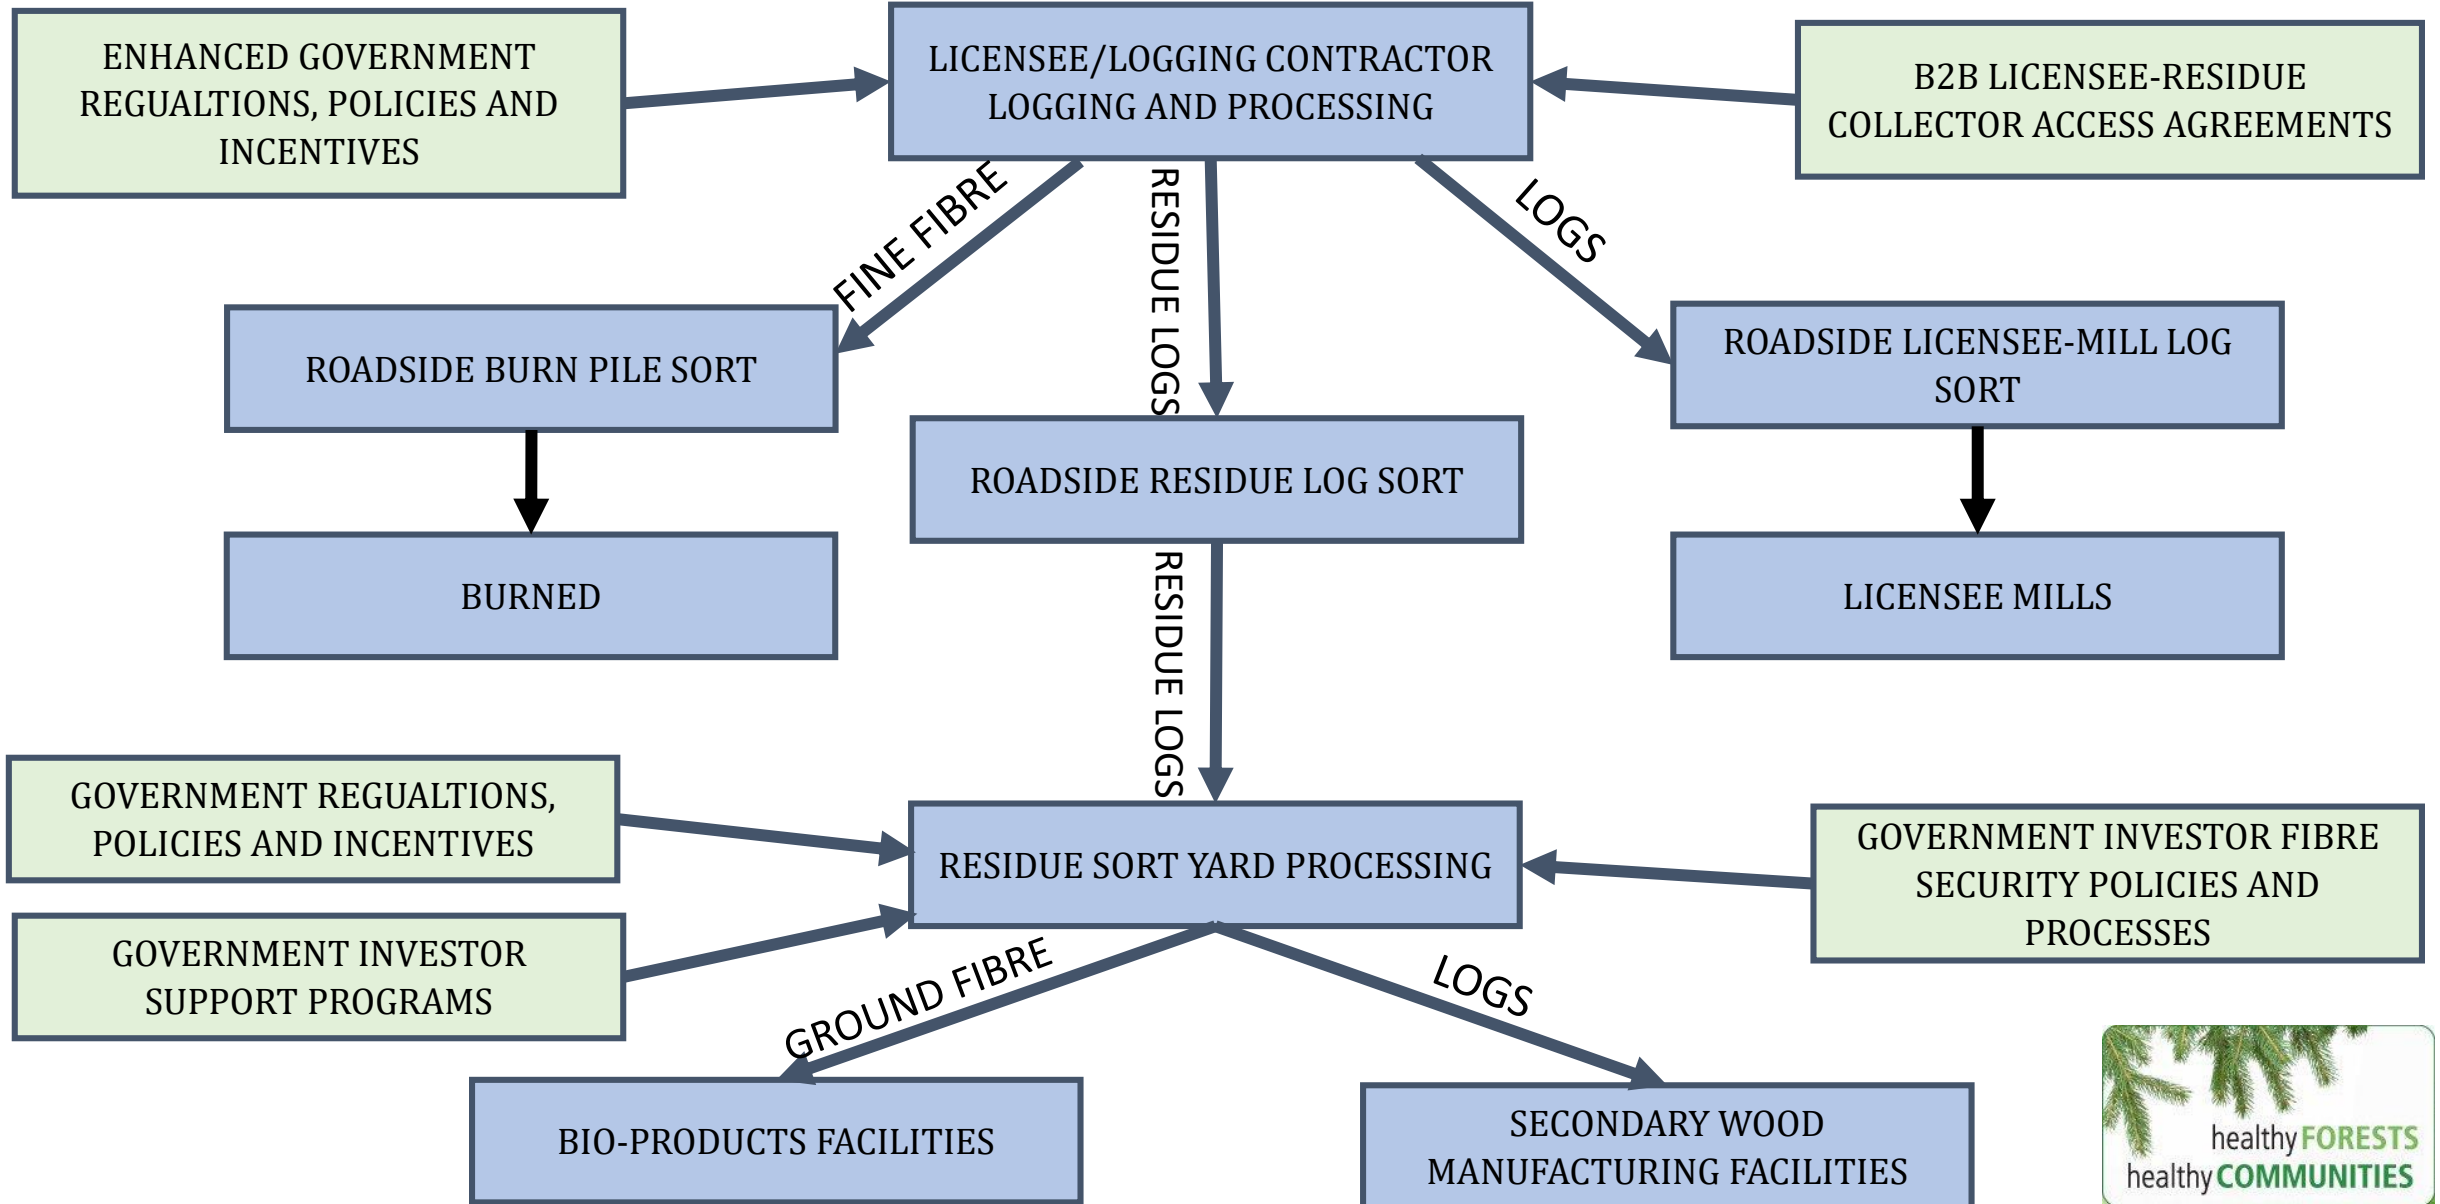 ENHANCED GOVERNMENT
REGUALTIONS, POLICIES AND
INCENTIVES
LICENSEE/LOGGING CONTRACTOR
LOGGING AND PROCESSING
B2B LICENSEE-RESIDUE
COLLECTOR ACCESS AGREEMENTS
FINE FIBRE
RESIDUE LOGS
LOGS
ROADSIDE BURN PILE SORT
ROADSIDE RESIDUE LOG SORT
ROADSIDE LICENSEE-MILL LOG
SORT
BURNED
RESIDUE LOGS
LICENSEE MILLS
GOVERNMENT REGUALTIONS,
POLICIES AND INCENTIVES
RESIDUE SORT YARD PROCESSING
GOVERNMENT INVESTOR FIBRE
SECURITY POLICIES AND
PROCESSES
GOVERNMENT INVESTOR
SUPPORT PROGRAMS
GROUND FIBRE
LOGS
BIO-PRODUCTS FACILITIES
SECONDARY WOOD
MANUFACTURING FACILITIES
healthy FORESTS
healthy COMMUNITIES